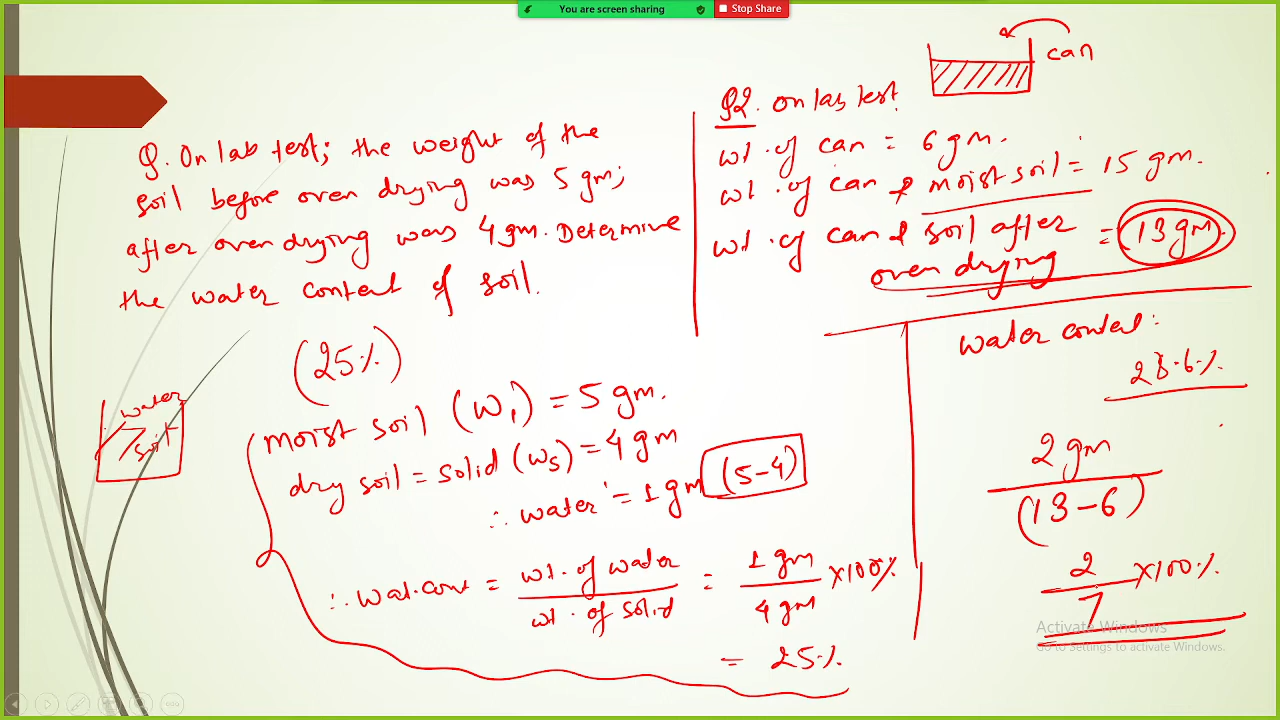 You are screen sharing
Stop Share
Q. On lab test; the weight of the
soil before oven drying was 5 gm;
after oven drying was 4 gm. Determine
the water content of soil.
(25%)
water
soil
moist soil (W1) = 5 gm.
dry soil = solid (Ws) = 4 gm
∴ water = 1 gm (5-4)
∴ wat.cont = wt. of water / wt. of solid = 1 gm / 4 gm ×100%
= 25%
can
Q2. on lab test.
wt. of can = 6 gm.
wt. of can & moist soil = 15 gm.
wt. of can & soil after = 13 gm.
oven drying
water content:
28.6%
2 gm
(13-6)
2/7 ×100%
Activate Windows
Go to Settings to activate Windows.